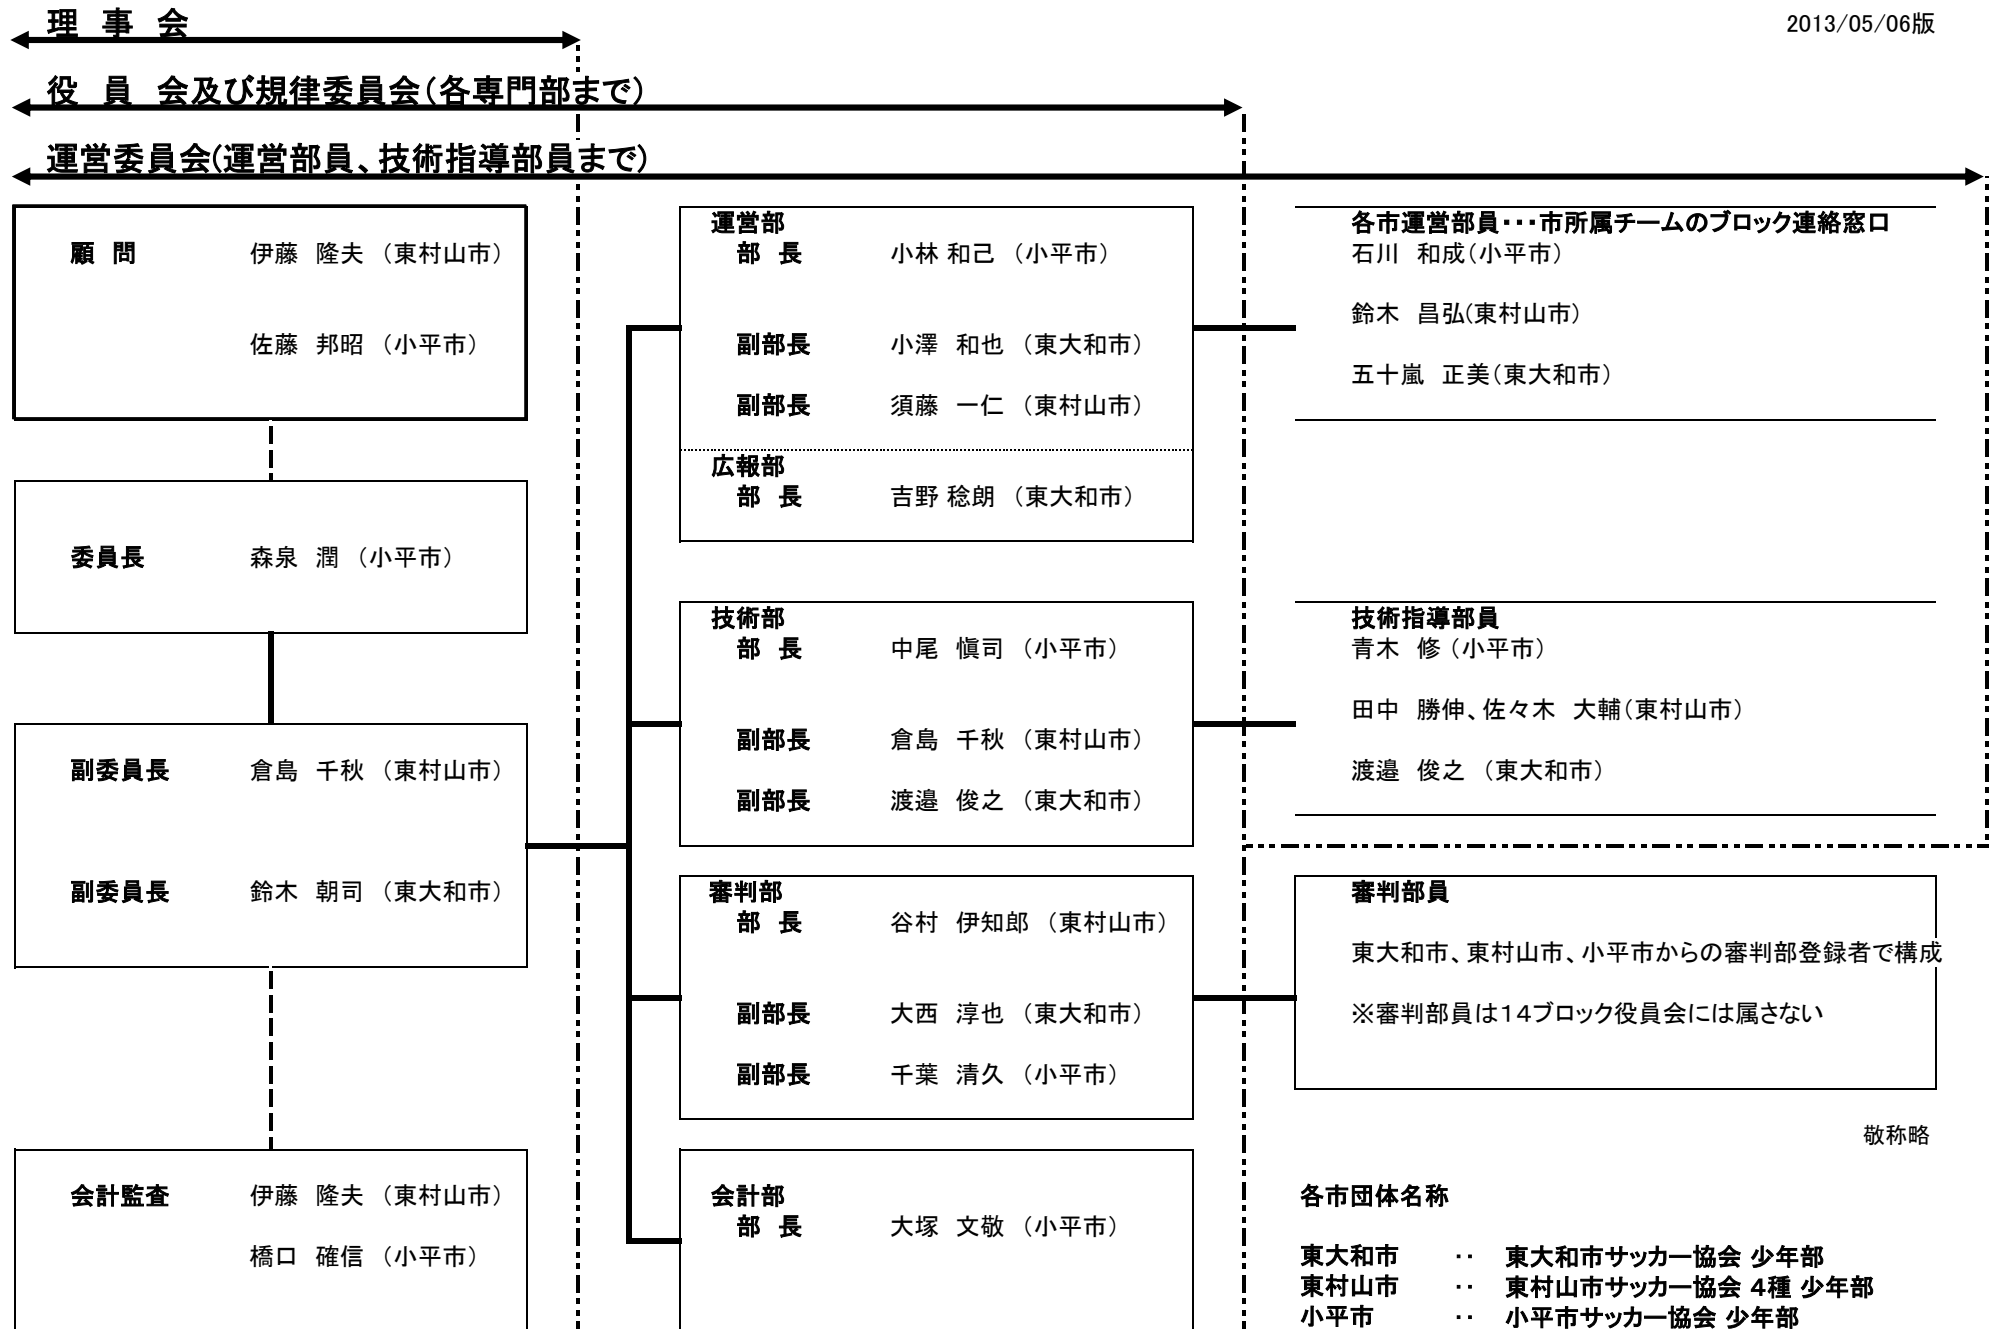 理　事　会
2013/05/06版
役　員　会及び規律委員会（各専門部まで）
運営委員会(運営部員、技術指導部員まで)
顧　問　伊藤　隆夫　（東村山市）
佐藤　邦昭　（小平市）
委員長　森泉　潤　（小平市）
副委員長　倉島　千秋　（東村山市）
副委員長　鈴木　朝司　（東大和市）
会計監査　伊藤　隆夫　（東村山市）
橋口　確信　（小平市）
運営部
部　長　小林 和己　（小平市）
副部長　小澤　和也　（東大和市）
副部長　須藤　一仁　（東村山市）
広報部
部　長　吉野 稔朗　（東大和市）
技術部
部　長　中尾　愼司　（小平市）
副部長　倉島　千秋　（東村山市）
副部長　渡邉　俊之　（東大和市）
審判部
部　長　谷村　伊知郎　（東村山市）
副部長　大西　淳也　（東大和市）
副部長　千葉　清久　（小平市）
会計部
部　長　大塚　文敬　（小平市）
各市運営部員・・・市所属チームのブロック連絡窓口
石川　和成（小平市）
鈴木　昌弘(東村山市)
五十嵐　正美（東大和市）
技術指導部員
青木　修　（小平市）
田中　勝伸、佐々木　大輔（東村山市）
渡邉　俊之　（東大和市）
審判部員
東大和市、東村山市、小平市からの審判部登録者で構成
※審判部員は１４ブロック役員会には属さない
敬称略
各市団体名称
東大和市　・・　東大和市サッカー協会 少年部
東村山市　・・　東村山市サッカー協会 ４種 少年部
小平市　・・　小平市サッカー協会 少年部